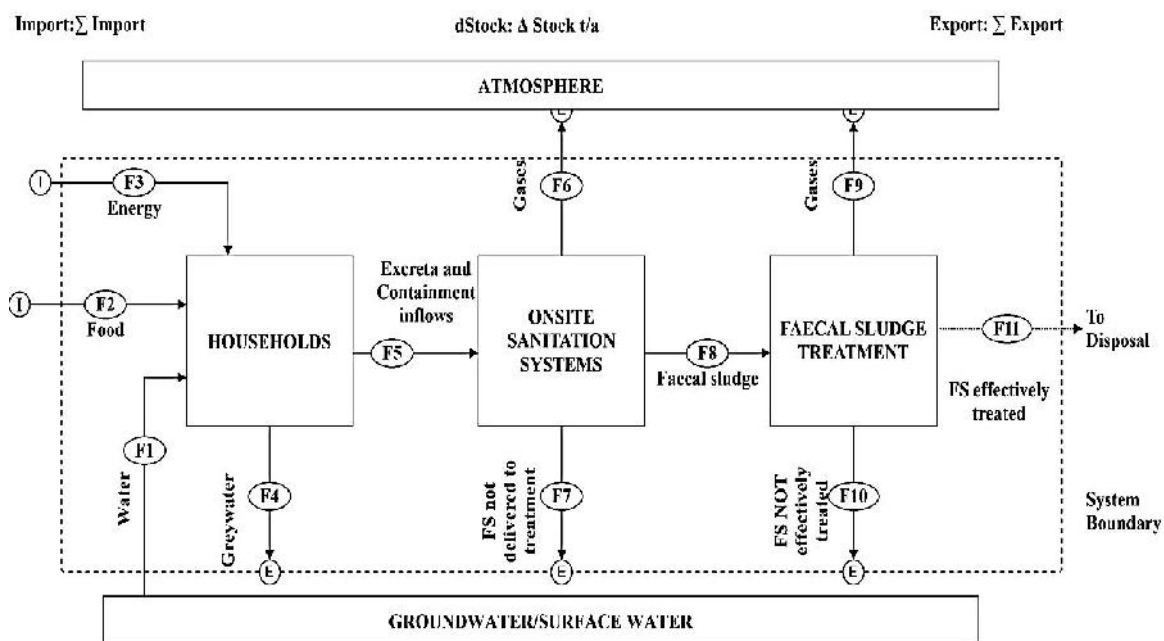 Import:∑ Import
dStock: Δ Stock t/a
Export: ∑ Export
ATMOSPHERE
E
E
Gases
F6
Gases
F9
I
F3
Energy
I
F2
Food
HOUSEHOLDS
Excreta and
Containment
inflows
F5
ONSITE
SANITATION
SYSTEMS
F8
Faecal sludge
FAECAL SLUDGE
TREATMENT
F11
To
Disposal
FS effectively
treated
F1
Water
F4
Greywater
F7
FS not
delivered to
treatment
F10
FS NOT
effectively
treated
System
Boundary
E
E
E
GROUNDWATER/SURFACE WATER